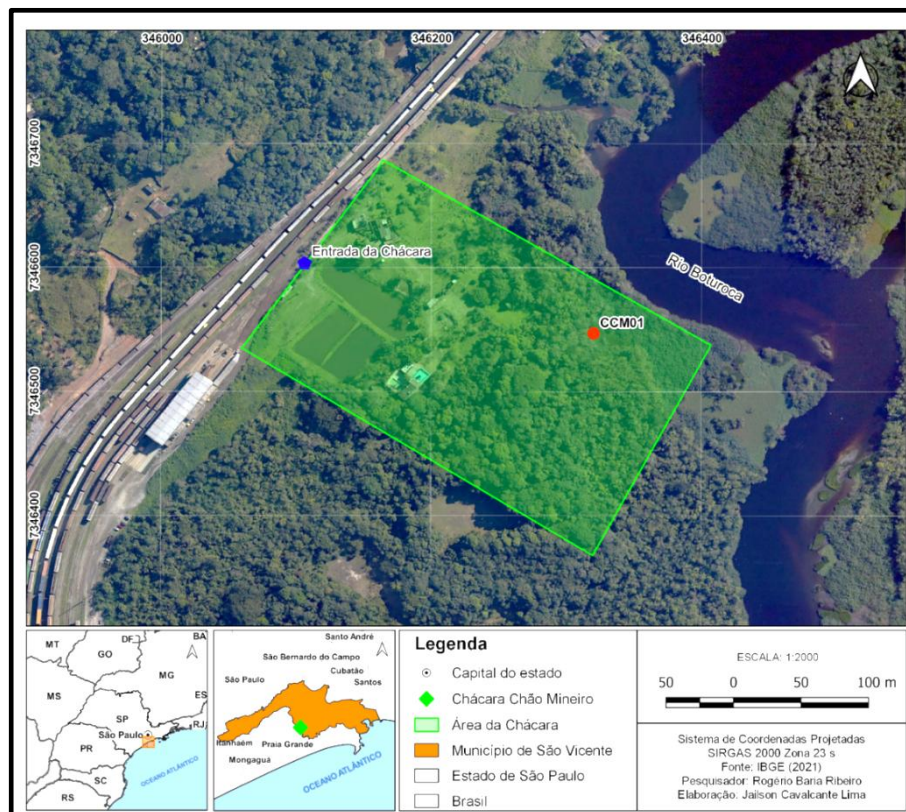 346000
346200
346400
7346700
7346600
7346500
7346400
Entrada da Chácara
Rio Boturoca
CCM01
MT
GO
DF
BA
MG
ES
MS
SP
São Paulo
RJ
PR
SC
RS
OCEANO ATLÂNTICO
Santo André
São Bernardo do Campo
Cubatão
São Paulo
Santos
Itanhaém
Praia Grande
Mongaguá
OCEANO ATLÂNTICO
Legenda
Capital do estado
Chácara Chão Mineiro
Área da Chácara
Município de São Vicente
Estado de São Paulo
Brasil
ESCALA: 1:2000
50 0 50 100 m
Sistema de Coordenadas Projetadas
SIRGAS 2000 Zona 23 s
Fonte: IBGE (2021)
Pesquisador: Rogério Baria Ribeiro
Elaboração: Jailson Cavalcante Lima